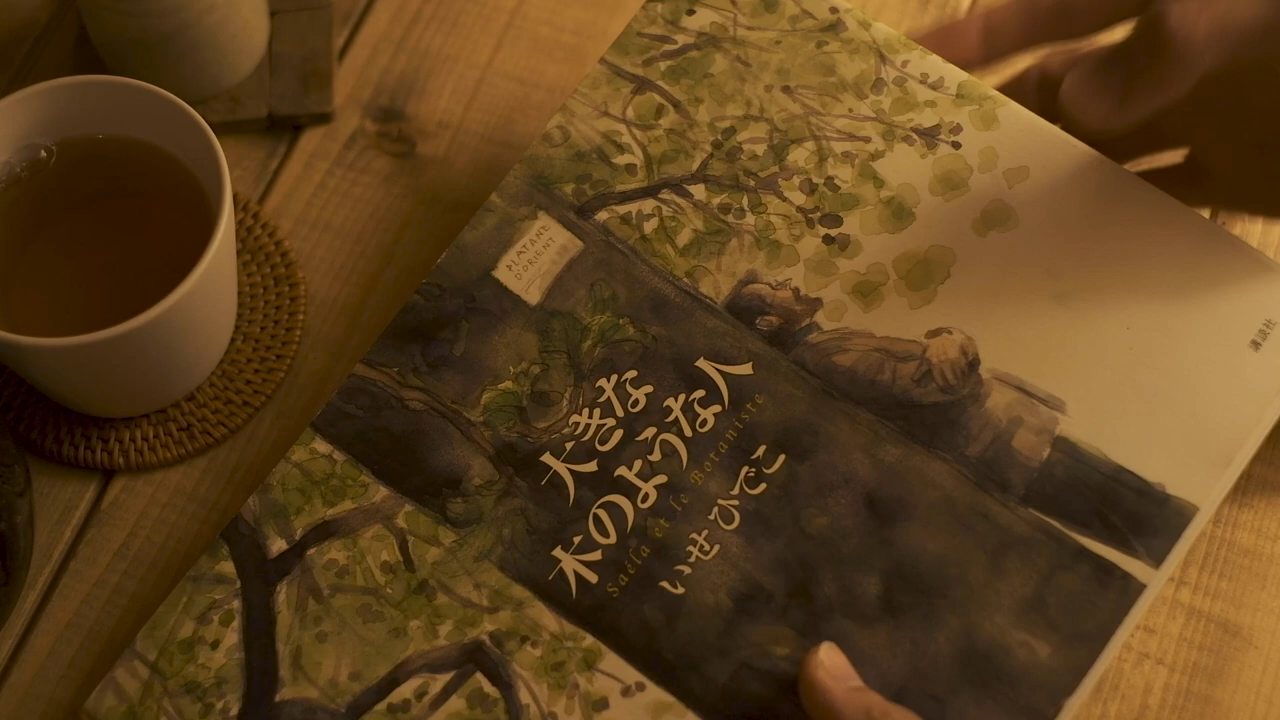 PLATANE
D'ORIENT
大きな
木のような人
Saéla et le Botaniste
いせ ひでこ
講談社